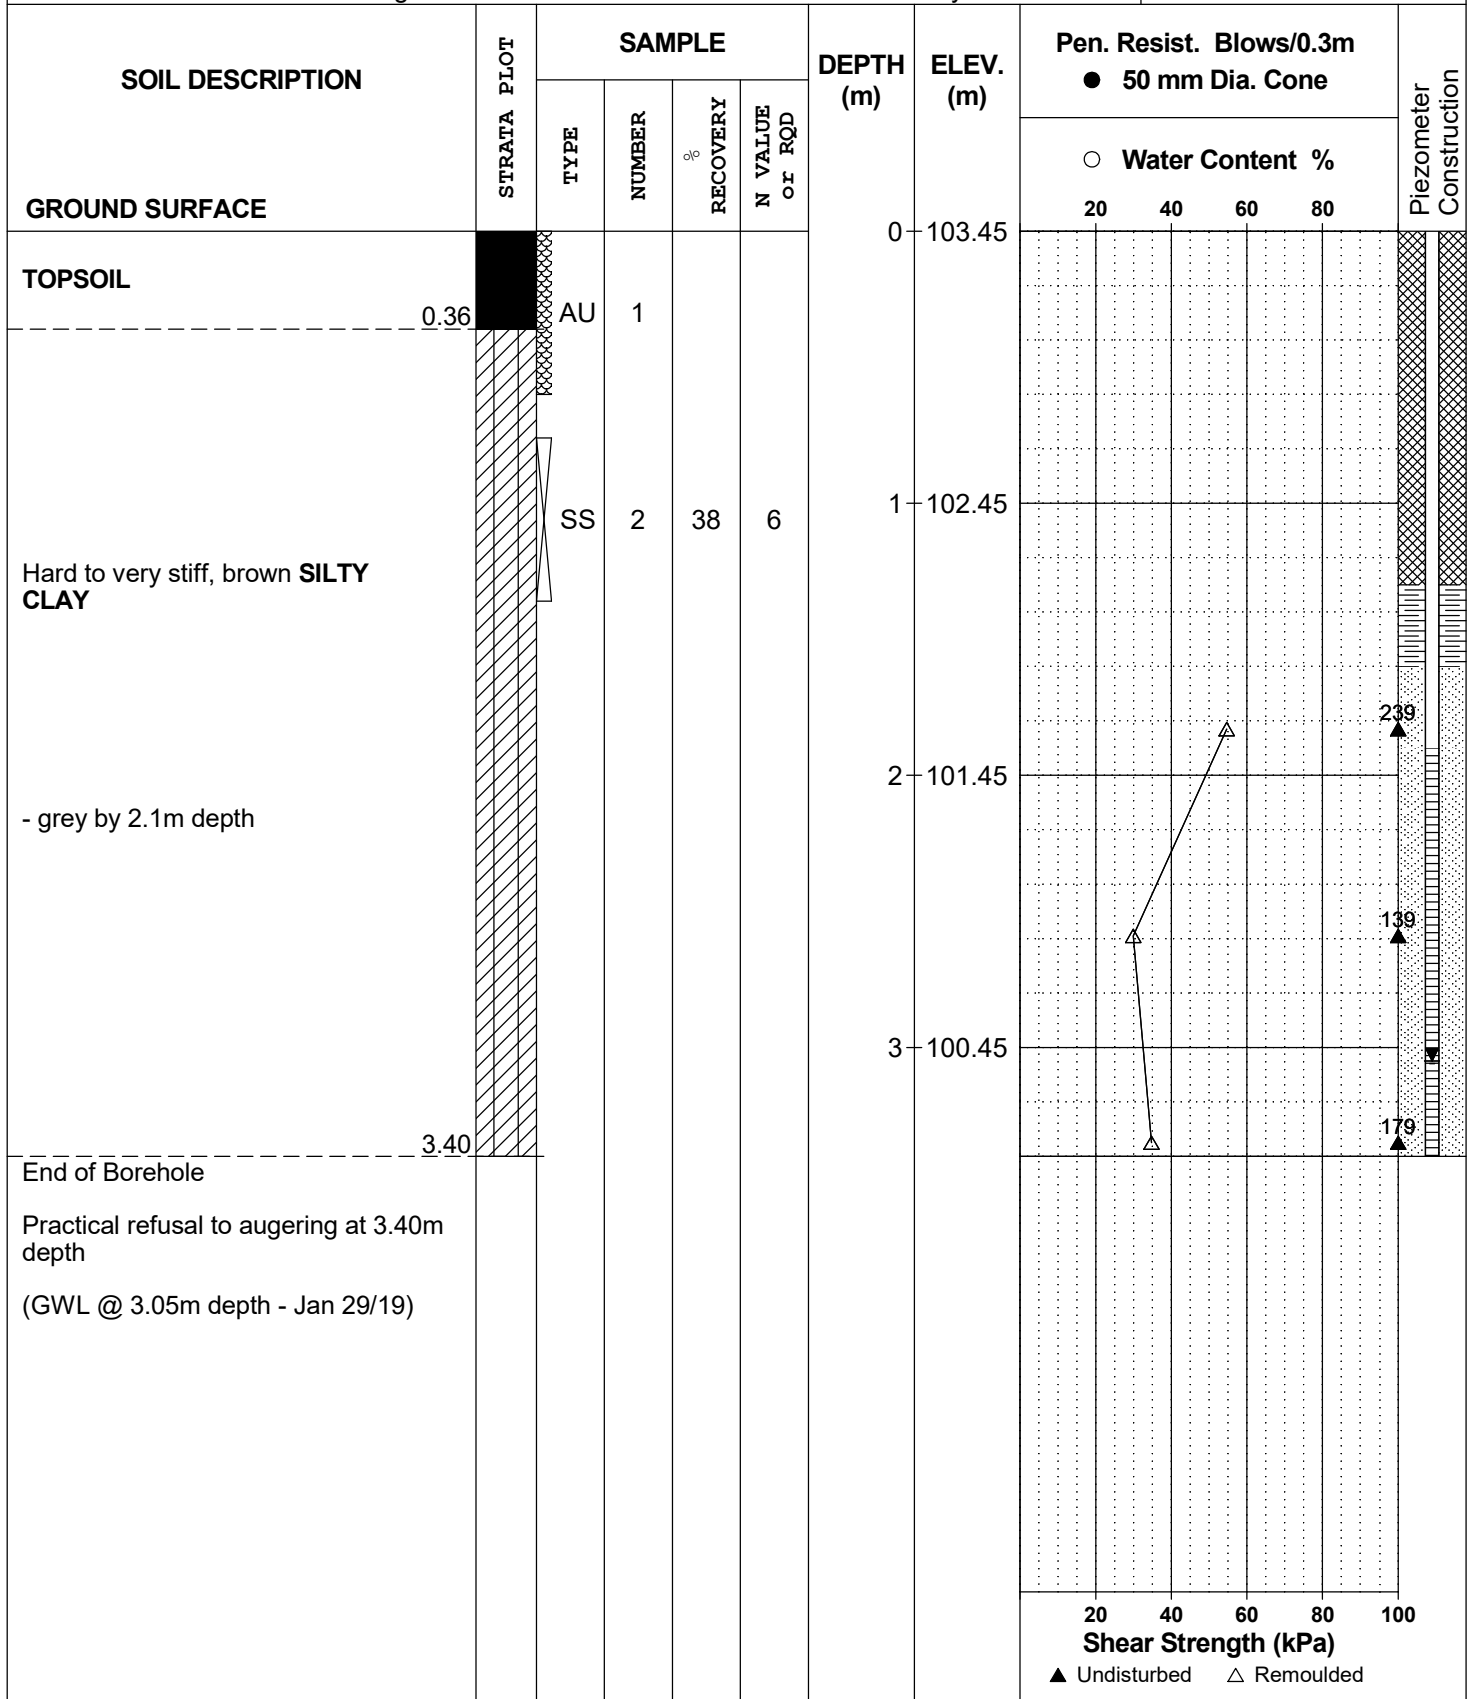 SOIL DESCRIPTION
GROUND SURFACE
STRATA PLOT
SAMPLE
TYPE
NUMBER
% RECOVERY
N VALUE or RQD
DEPTH (m)
ELEV. (m)
Pen. Resist. Blows/0.3m
● 50 mm Dia. Cone
○ Water Content %
20 40 60 80
Piezometer Construction
0 103.45
TOPSOIL
0.36
AU 1
1 102.45
SS 2 38 6
Hard to very stiff, brown SILTY
CLAY
239
2 101.45
- grey by 2.1m depth
139
3 100.45
179
3.40
End of Borehole
Practical refusal to augering at 3.40m
depth
(GWL @ 3.05m depth - Jan 29/19)
20 40 60 80 100
Shear Strength (kPa)
▲ Undisturbed △ Remoulded